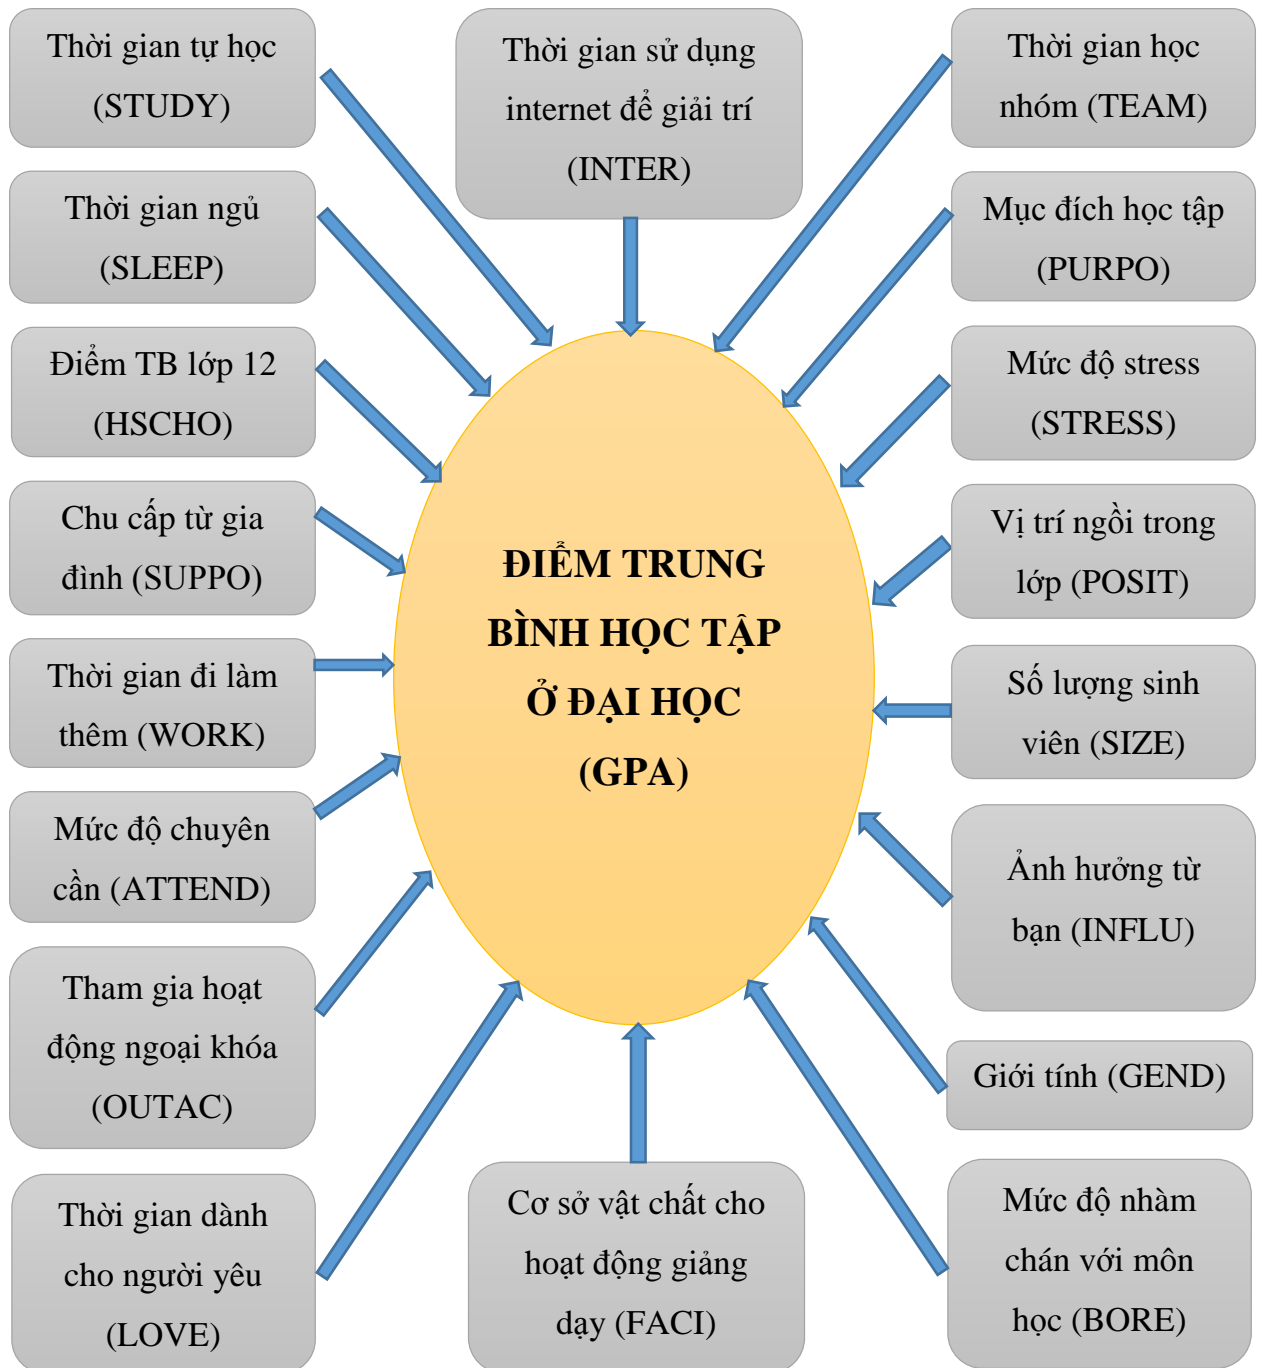 Thời gian tự học
(STUDY)
Thời gian sử dụng
internet để giải trí
(INTER)
Thời gian học
nhóm (TEAM)
Thời gian ngủ
(SLEEP)
Mục đích học tập
(PURPO)
Điểm TB lớp 12
(HSCHO)
Mức độ stress
(STRESS)
Chu cấp từ gia
đình (SUPPO)
Vị trí ngồi trong
lớp (POSIT)
ĐIỂM TRUNG
BÌNH HỌC TẬP
Ở ĐẠI HỌC
(GPA)
Thời gian đi làm
thêm (WORK)
Số lượng sinh
viên (SIZE)
Mức độ chuyên
cần (ATTEND)
Ảnh hưởng từ
bạn (INFLU)
Tham gia hoạt
động ngoại khóa
(OUTAC)
Giới tính (GEND)
Thời gian dành
cho người yêu
(LOVE)
Cơ sở vật chất cho
hoạt động giảng
dạy (FACI)
Mức độ nhàm
chán với môn
học (BORE)